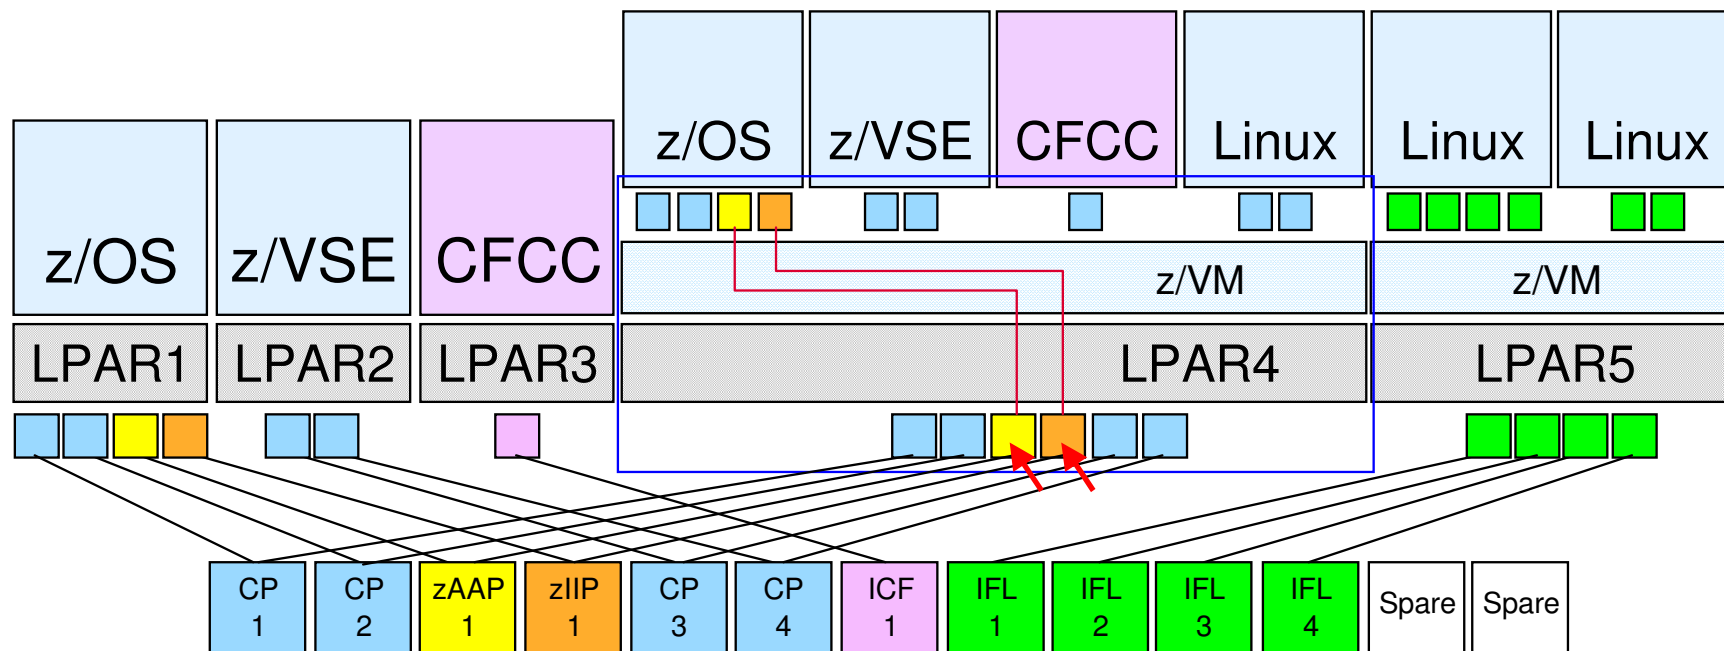 z/OS
z/VSE
CFCC
Linux
Linux
Linux
z/OS
z/VSE
CFCC
z/VM
z/VM
LPAR1
LPAR2
LPAR3
LPAR4
LPAR5
CP
1
CP
2
zAAP
1
zIIP
1
CP
3
CP
4
ICF
1
IFL
1
IFL
2
IFL
3
IFL
4
Spare
Spare